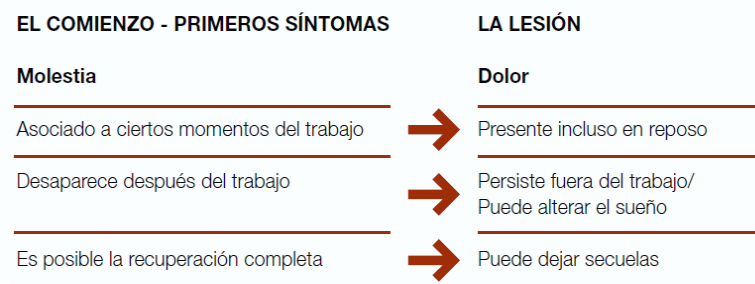 EL COMIENZO - PRIMEROS SÍNTOMAS
LA LESIÓN
Molestia
Dolor
Asociado a ciertos momentos del trabajo
Presente incluso en reposo
Desaparece después del trabajo
Persiste fuera del trabajo/
Puede alterar el sueño
Es posible la recuperación completa
Puede dejar secuelas